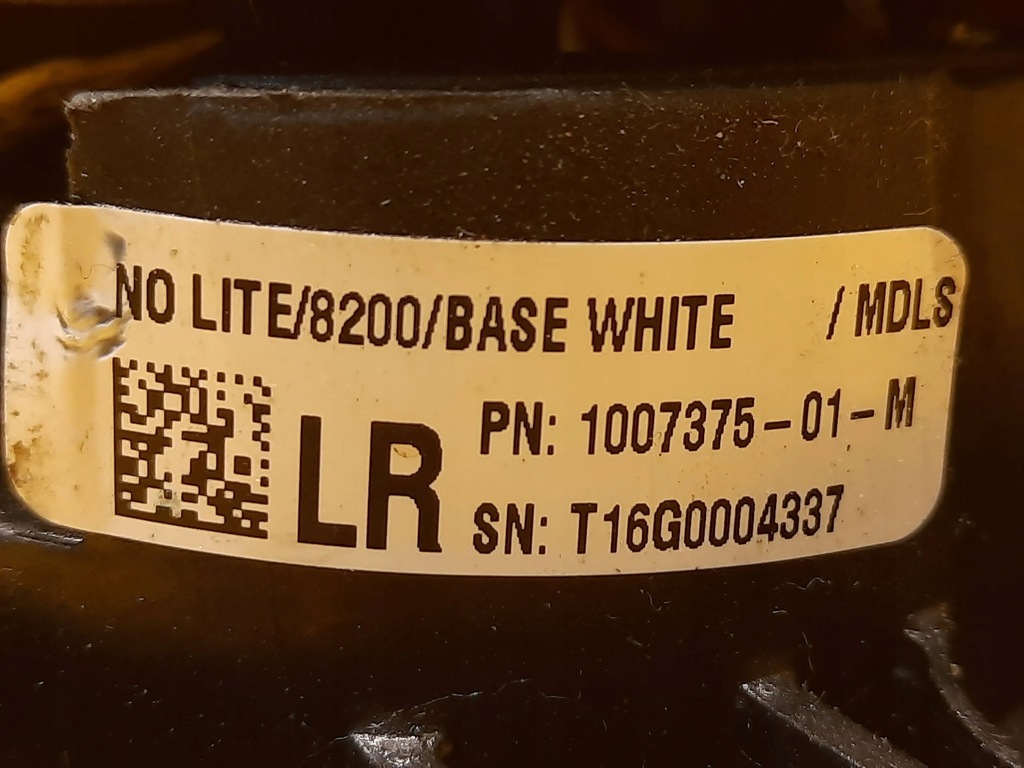 NO LITE/8200/BASE WHITE / MDLS
LR
PN: 1007375-01-M
SN: T16G0004337